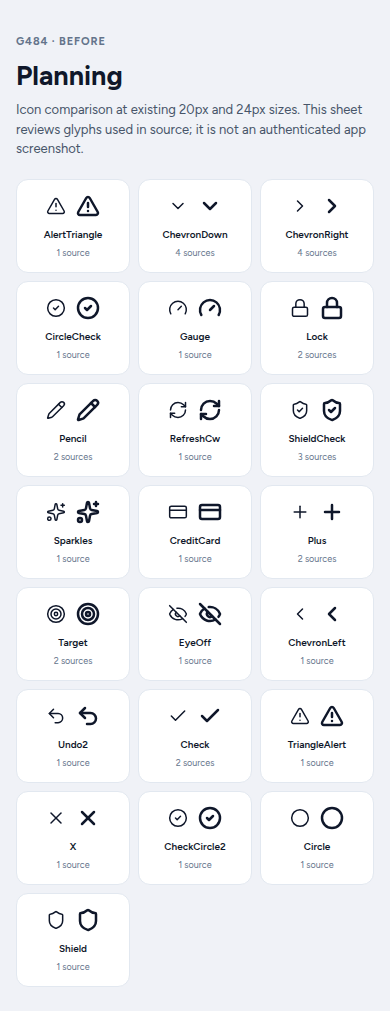 G484 · BEFORE
Planning
Icon comparison at existing 20px and 24px sizes. This sheet
reviews glyphs used in source; it is not an authenticated app
screenshot.
AlertTriangle
1 source
ChevronDown
4 sources
ChevronRight
4 sources
CircleCheck
1 source
Gauge
1 source
Lock
2 sources
Pencil
2 sources
RefreshCw
1 source
ShieldCheck
3 sources
Sparkles
1 source
CreditCard
1 source
Plus
2 sources
Target
2 sources
EyeOff
1 source
ChevronLeft
1 source
Undo2
1 source
Check
2 sources
TriangleAlert
1 source
X
1 source
CheckCircle2
1 source
Circle
1 source
Shield
1 source